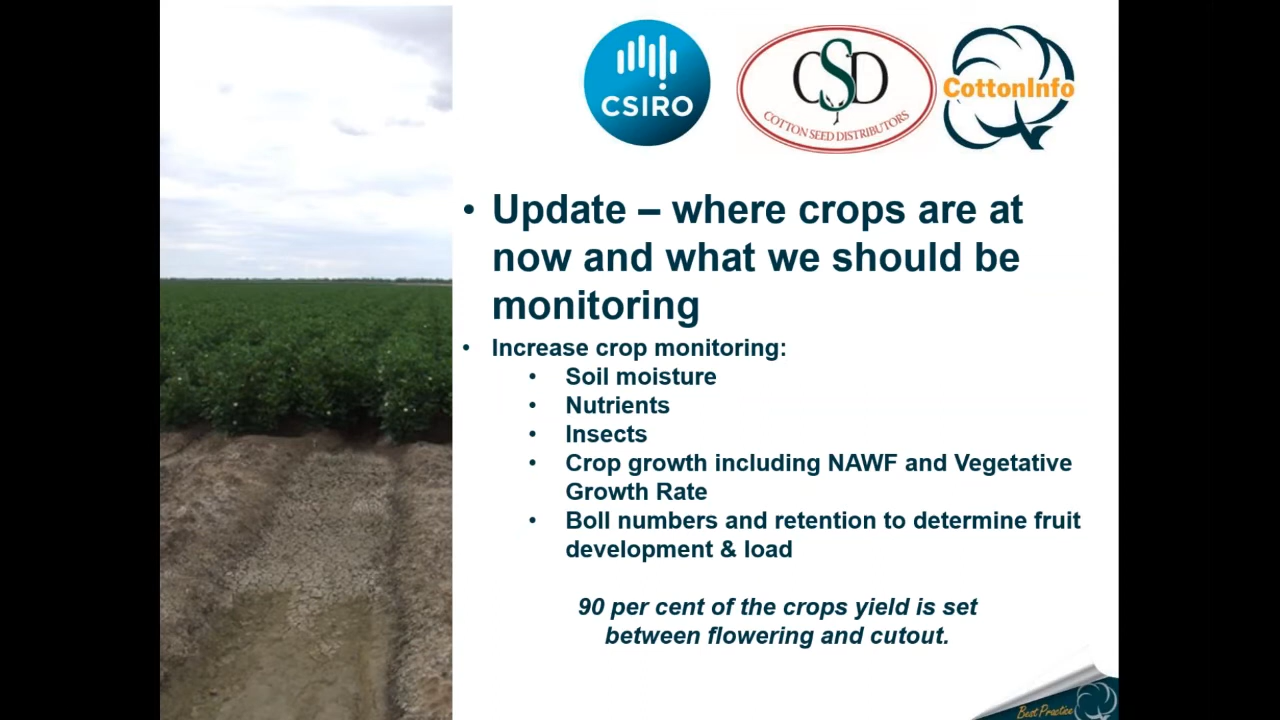 CSIRO
CSD
COTTON SEED DISTRIBUTORS
CottonInfo
• Update – where crops are at
now and what we should be
monitoring
• Increase crop monitoring:
• Soil moisture
• Nutrients
• Insects
• Crop growth including NAWF and Vegetative
Growth Rate
• Boll numbers and retention to determine fruit
development & load
90 per cent of the crops yield is set
between flowering and cutout.
Best Practice